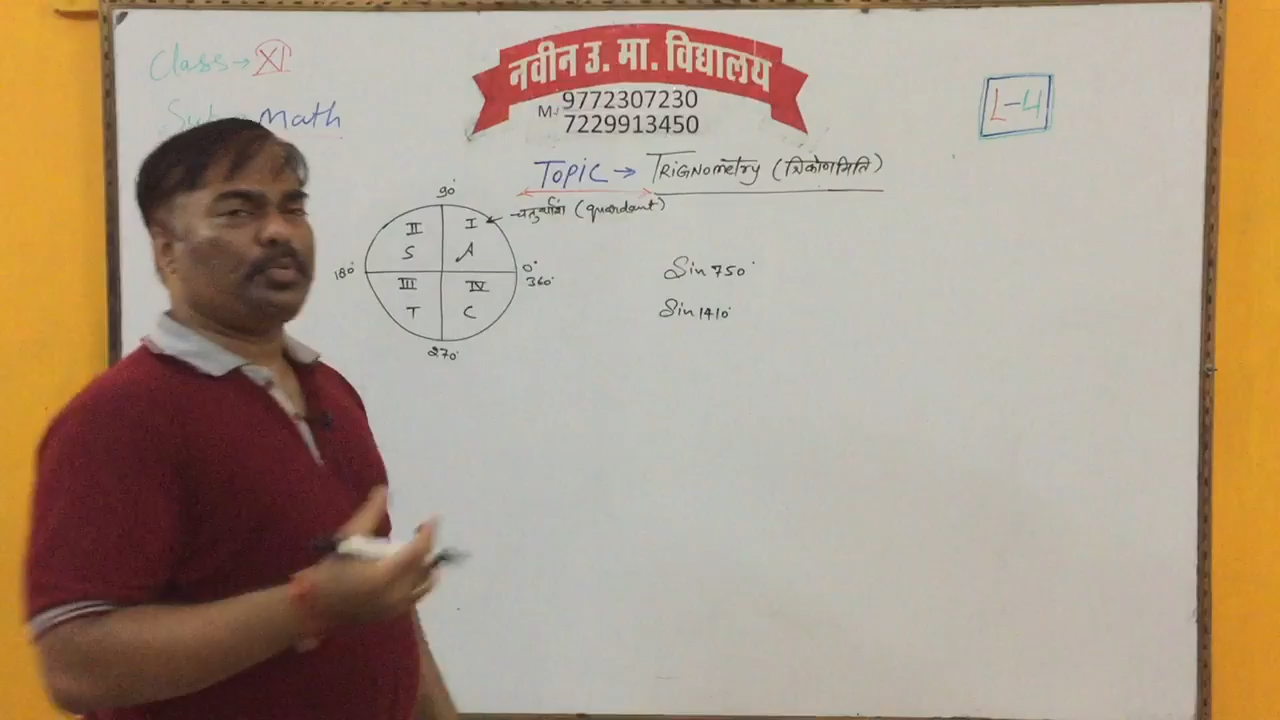 Class→XI
Math
नवीन उ. मा. विद्यालय
M. 9772307230
7229913450
L-4
Topic → Trignometry (त्रिकोणमिति)
चतुर्थांश (quardant)
90°
II I
S A
180° 0°
360°
III IV
T C
270°
Sin 750°
Sin 1410°